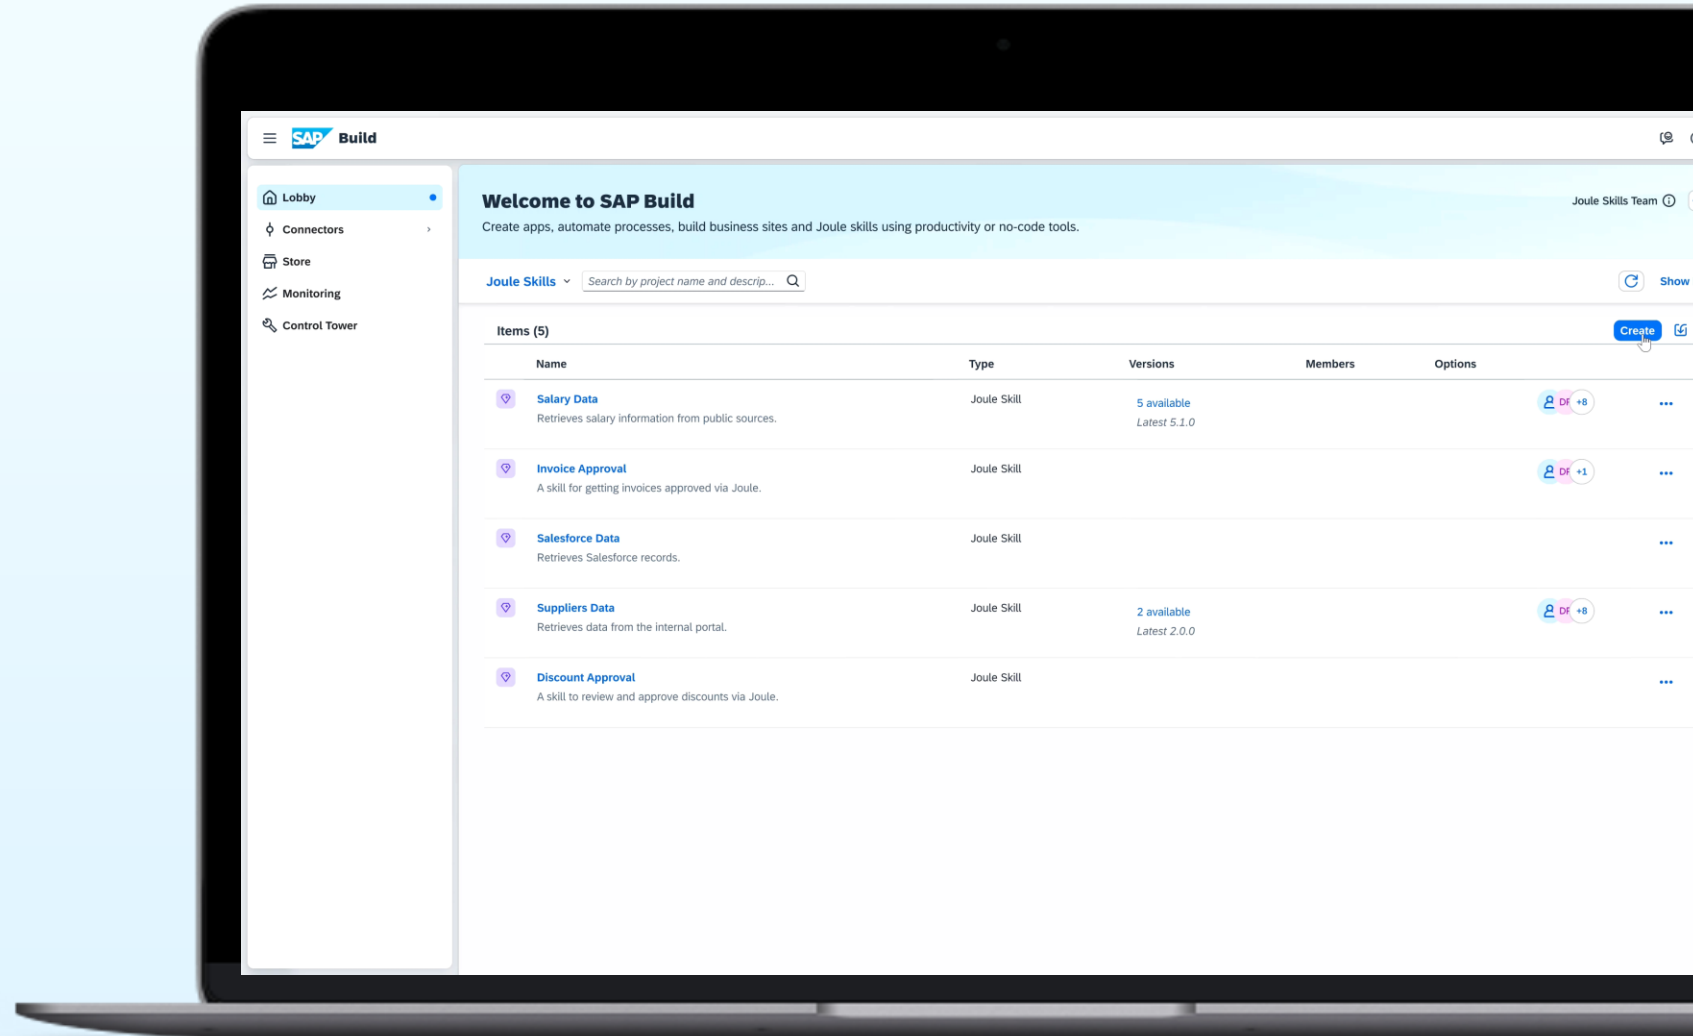 SAP Build
Lobby
Connectors
Store
Monitoring
Control Tower
Welcome to SAP Build
Create apps, automate processes, build business sites and Joule skills using productivity or no-code tools.
Joule Skills Team
Joule Skills
Search by project name and descrip...
Show
Items (5)
Create
Name Type Versions Members Options
Salary Data Joule Skill 5 available DF +8
Retrieves salary information from public sources. Latest 5.1.0
Invoice Approval Joule Skill DF +1
A skill for getting invoices approved via Joule.
Salesforce Data Joule Skill
Retrieves Salesforce records.
Suppliers Data Joule Skill 2 available DF +8
Retrieves data from the internal portal. Latest 2.0.0
Discount Approval Joule Skill
A skill to review and approve discounts via Joule.